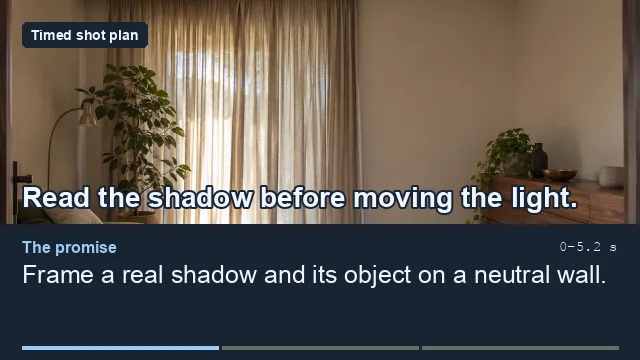 Timed shot plan
Read the shadow before moving the light.
The promise
0–5.2 s
Frame a real shadow and its object on a neutral wall.